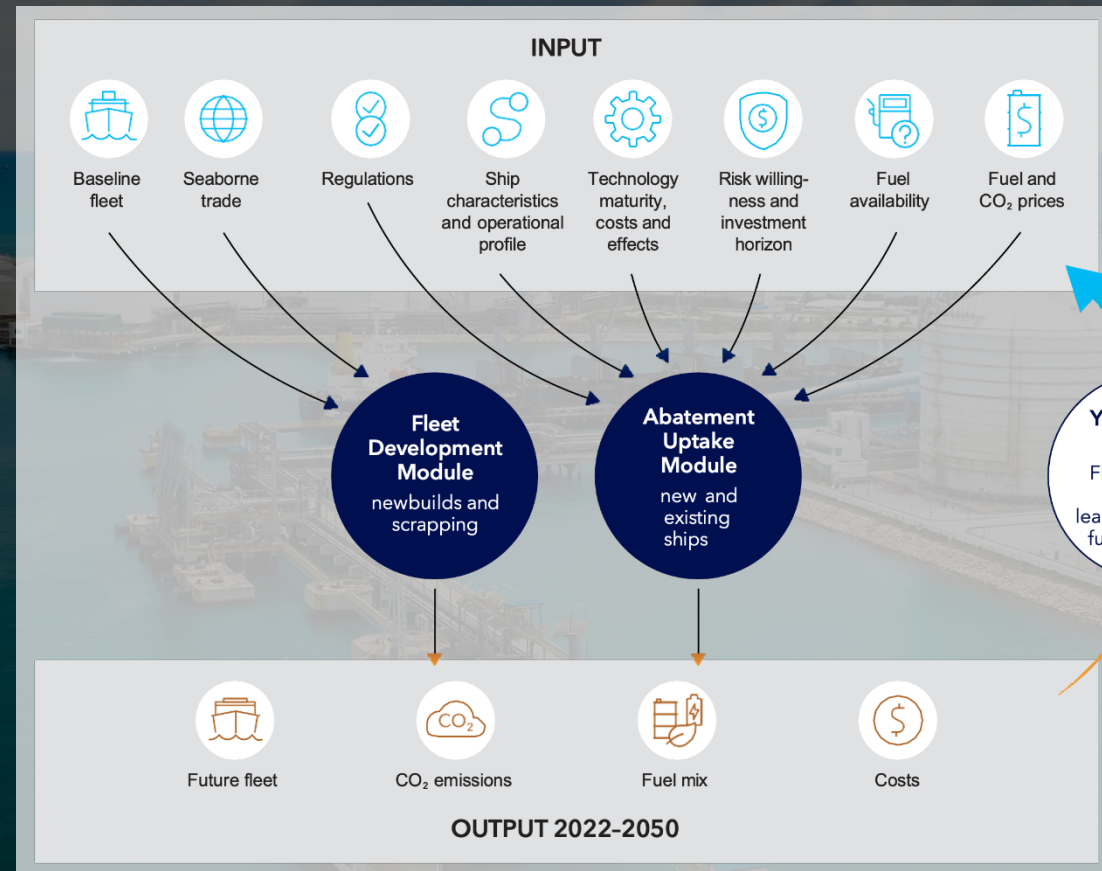 INPUT
Baseline
fleet
Seaborne
trade
Regulations
Ship
characteristics
and operational
profile
Technology
maturity,
costs and
effects
Risk willing-
ness and
investment
horizon
Fuel
availability
?
$
$
Fuel and
CO₂ prices
Fleet
Development
Module
newbuilds and
scrapping
Abatement
Uptake
Module
new and
existing
ships
CO₂
$
Future fleet
CO₂ emissions
Fuel mix
Costs
OUTPUT 2022–2050